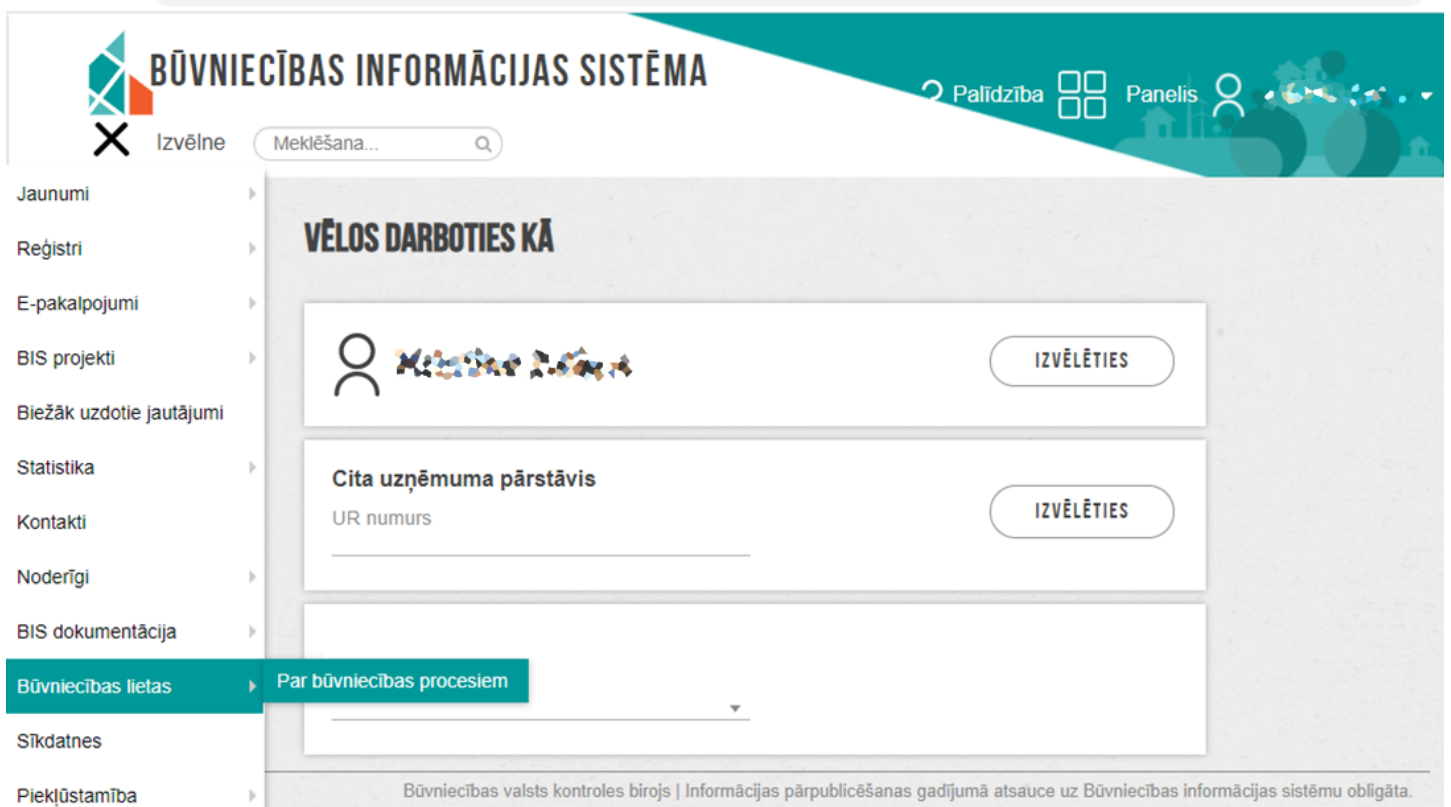 BŪVNIECĪBAS INFORMĀCIJAS SISTĒMA
Palīdzība
Panelis
Izvēlne
Meklēšana...
Jaunumi
Reģistri
E-pakalpojumi
BIS projekti
Biežāk uzdotie jautājumi
Statistika
Kontakti
Noderīgi
BIS dokumentācija
Būvniecības lietas
Par būvniecības procesiem
Sīkdatnes
Piekļūstamība
VĒLOS DARBOTIES KĀ
IZVĒLĒTIES
Cita uzņēmuma pārstāvis
UR numurs
IZVĒLĒTIES
Būvniecības valsts kontroles birojs | Informācijas pārpublicēšanas gadījumā atsauce uz Būvniecības informācijas sistēmu obligāta.